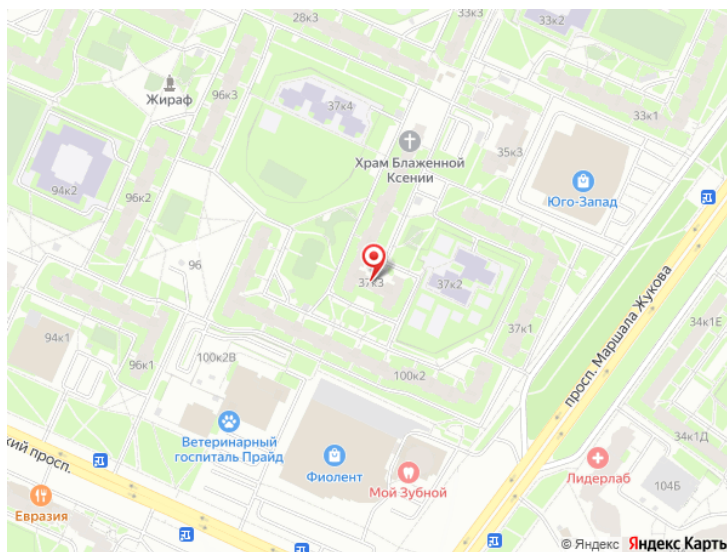 28к3
33к3
Жираф
96к3
37к4
33к1
35к3
Храм Блаженной
Ксении
94к2
96к2
Юго-Запад
96
37к3
37к2
37к1
просп. Маршала Жукова
34к1Е
94к1
96к1
100к2В
100к2
Ветеринарный
госпиталь Прайд
Фиолент
Мой Зубной
34к1Д
Лидерлаб
104Б
кий просп.
Евразия
© Яндекс Яндекс Карты